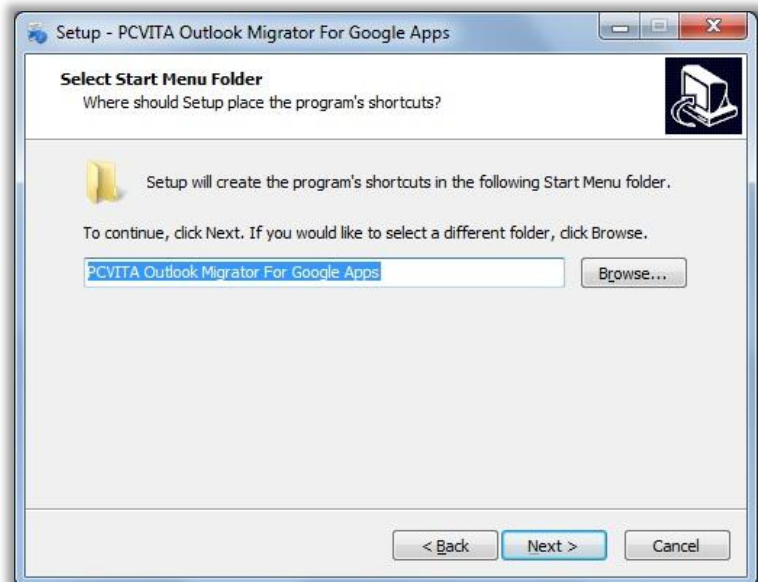 Setup - PCVITA Outlook Migrator For Google Apps
Select Start Menu Folder
Where should Setup place the program's shortcuts?
Setup will create the program's shortcuts in the following Start Menu folder.
To continue, click Next. If you would like to select a different folder, click Browse.
PCVITA Outlook Migrator For Google Apps
Browse...
< Back
Next >
Cancel